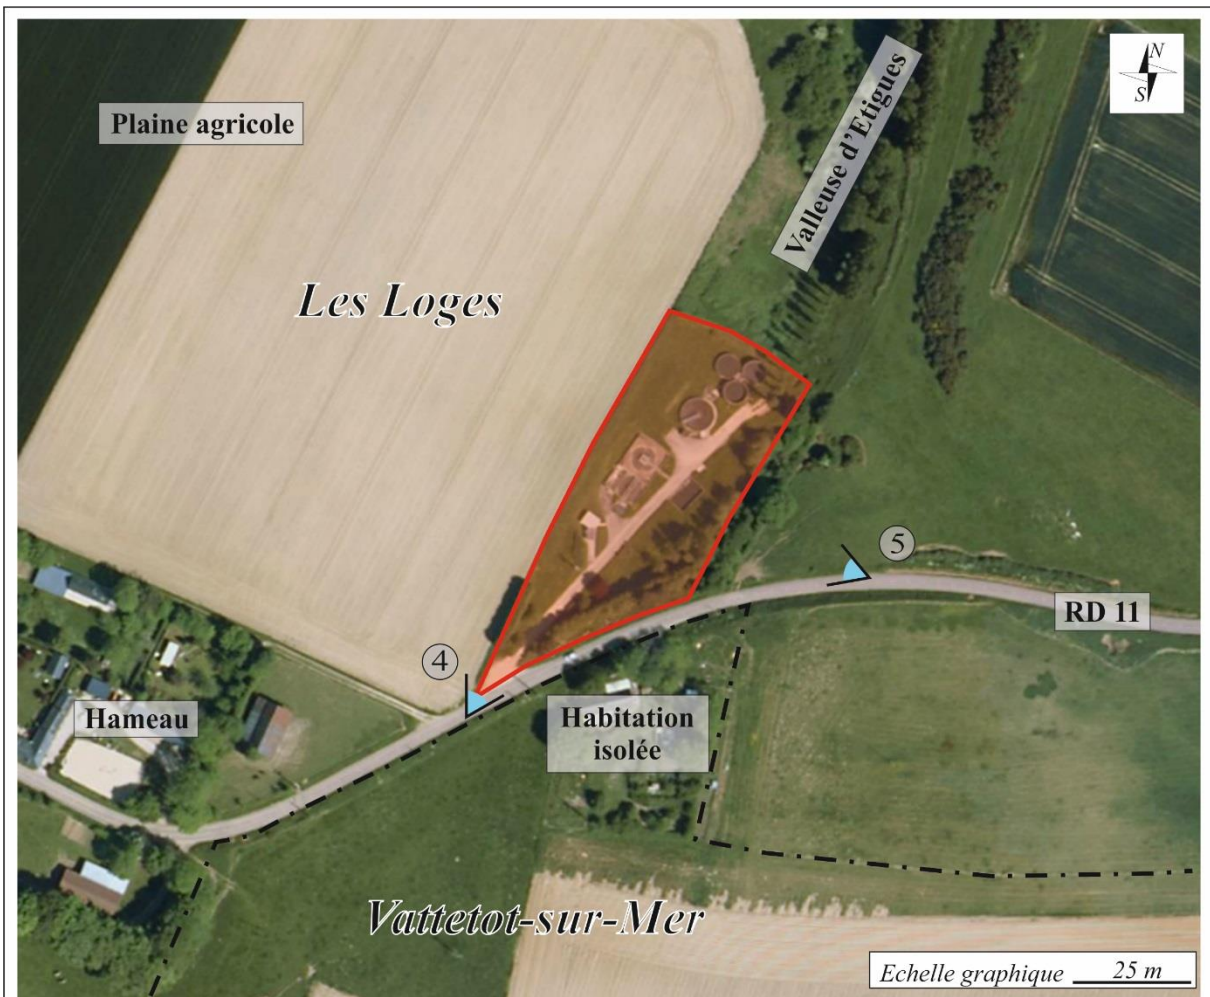 N
S
Plaine agricole
Valleuse d'Etigues
Les Loges
5
RD 11
4
Hameau
Habitation
isolée
Vattetot-sur-Mer
Echelle graphique 25 m